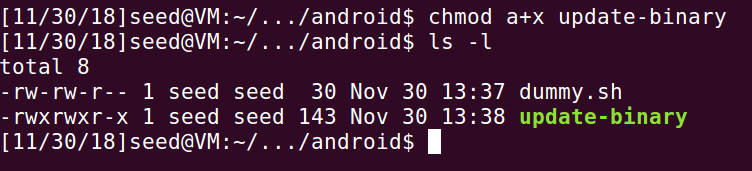 [11/30/18]seed@VM:~/.../android$ chmod a+x update-binary
[11/30/18]seed@VM:~/.../android$ ls -l
total 8
-rw-rw-r-- 1 seed seed  30 Nov 30 13:37 dummy.sh
-rwxrwxr-x 1 seed seed 143 Nov 30 13:38 update-binary
[11/30/18]seed@VM:~/.../android$